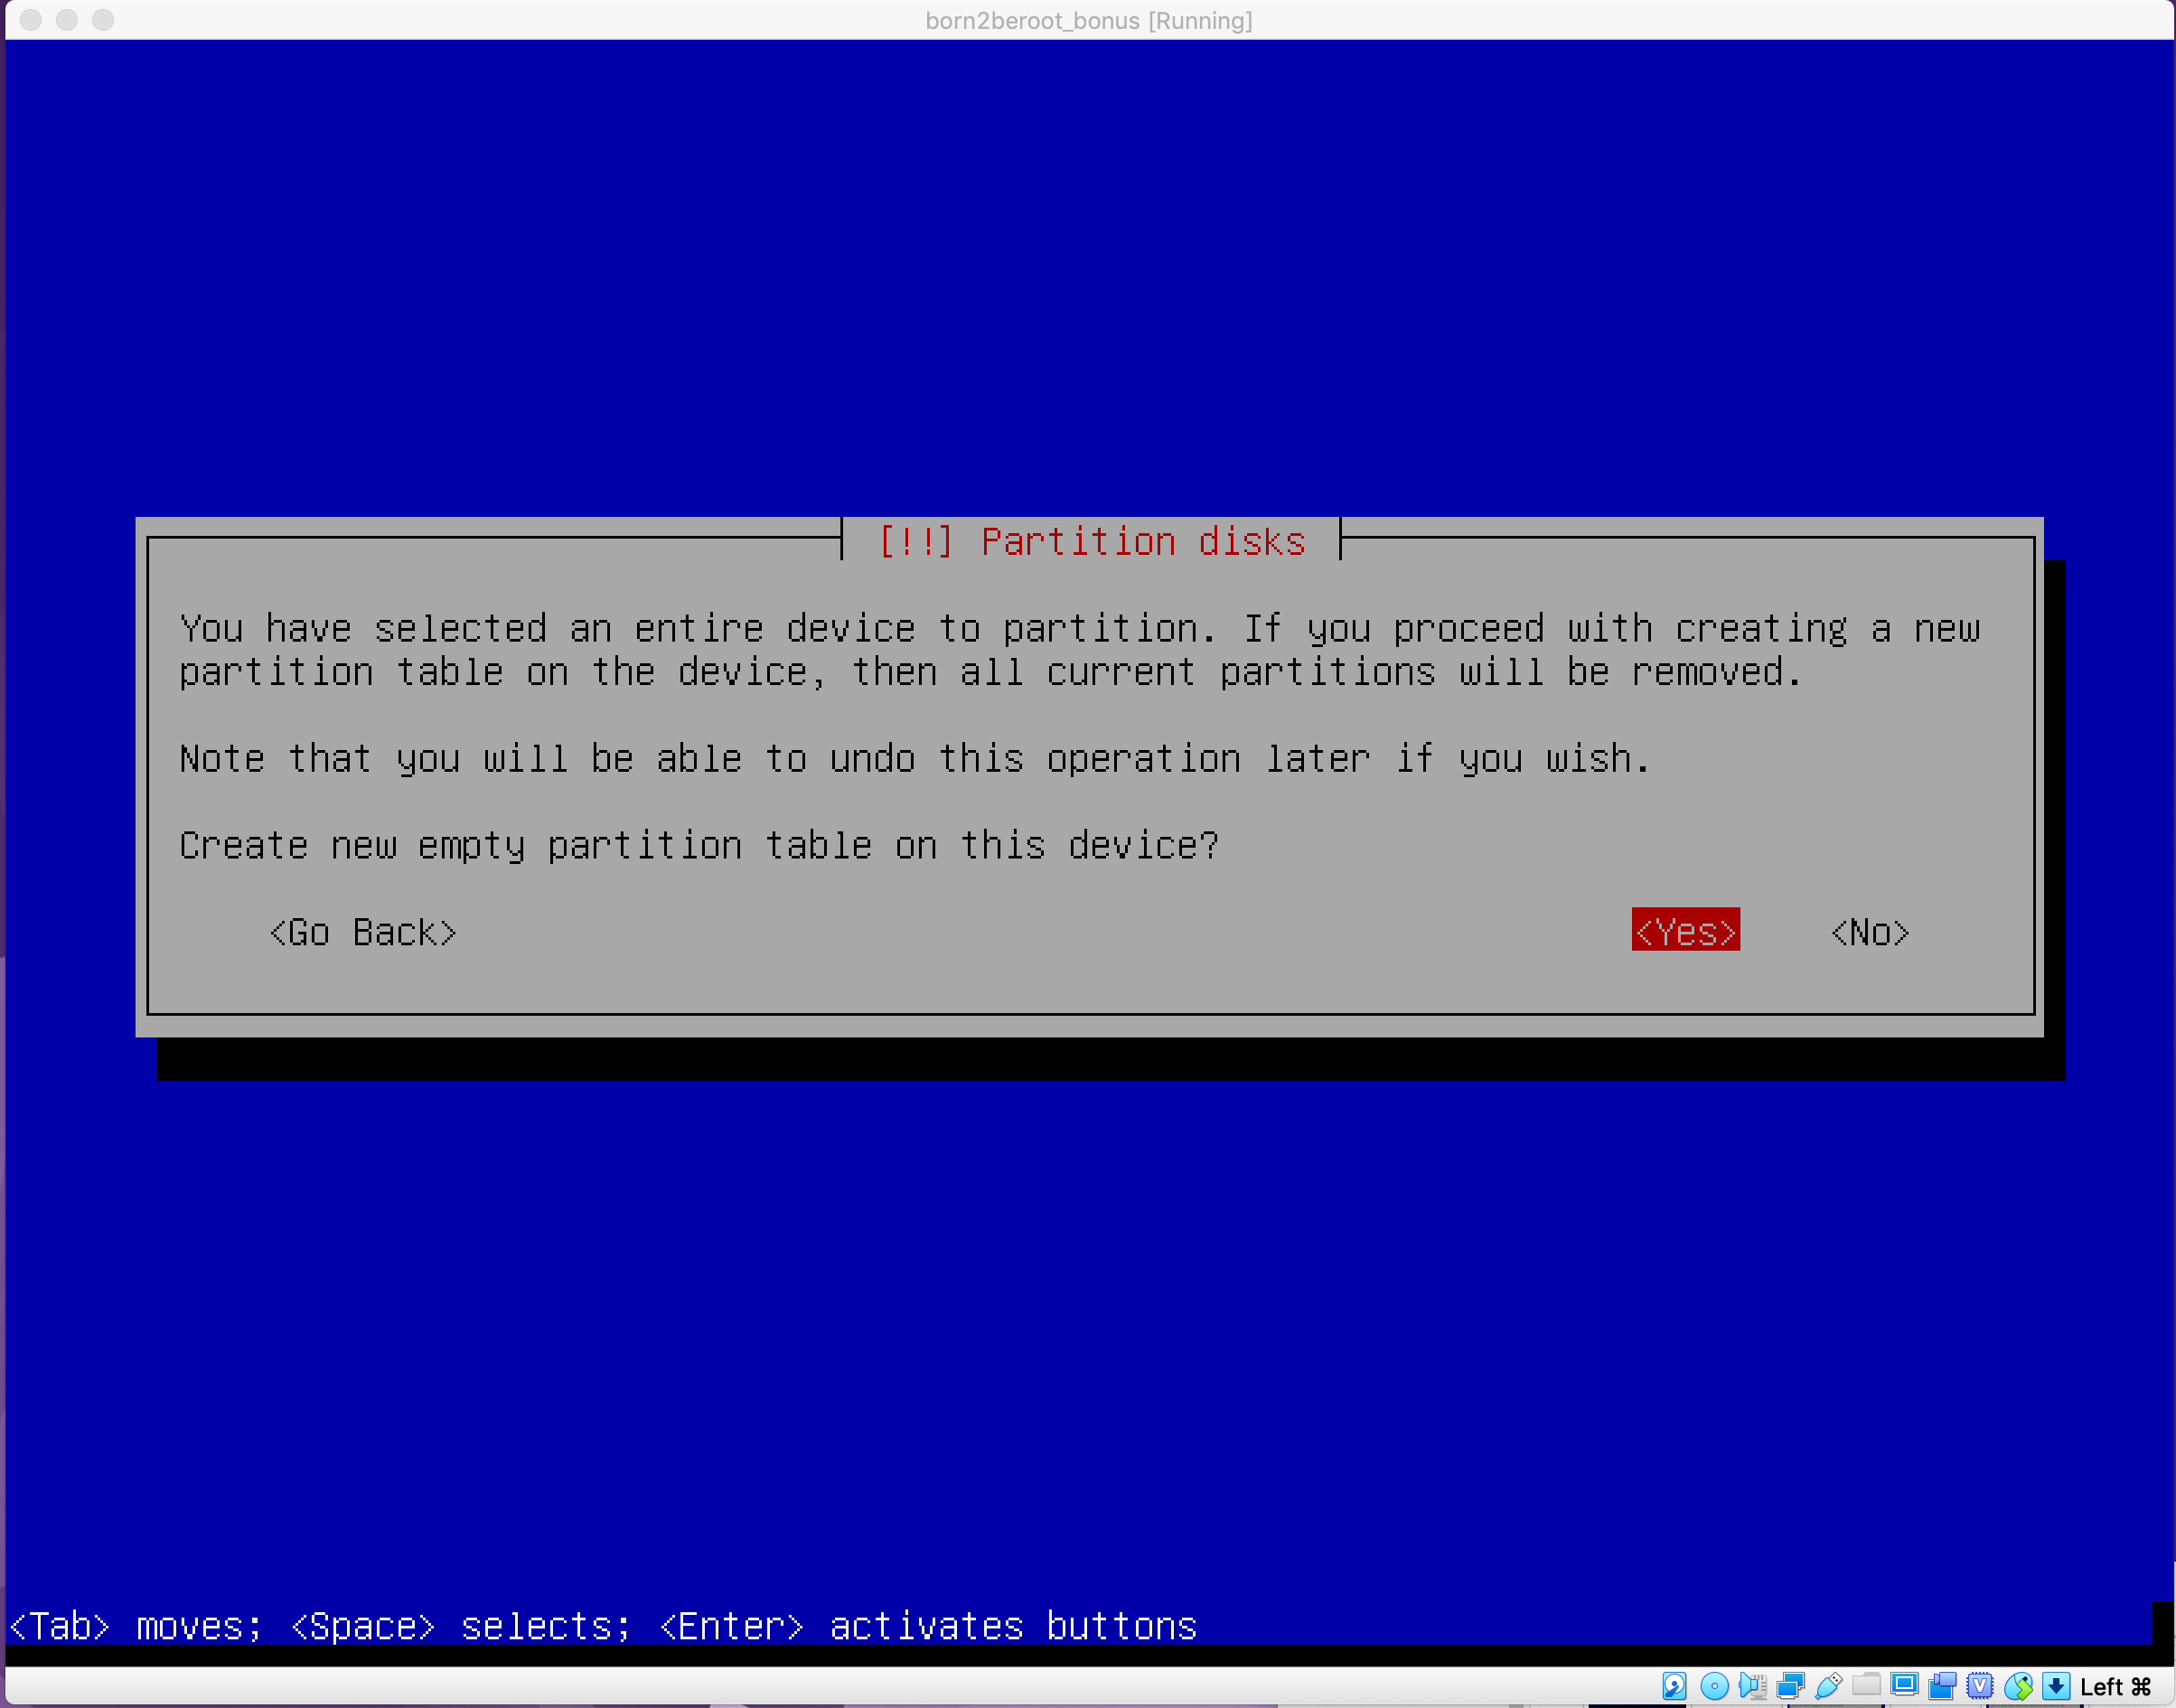 born2beroot_bonus [Running]
[!!] Partition disks
You have selected an entire device to partition. If you proceed with creating a new
partition table on the device, then all current partitions will be removed.
Note that you will be able to undo this operation later if you wish.
Create new empty partition table on this device?
<Go Back> <Yes> <No>
<Tab> moves; <Space> selects; <Enter> activates buttons
Left ⌘